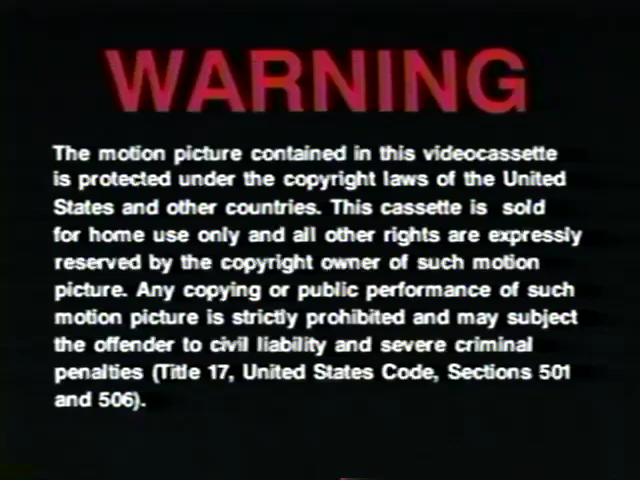 WARNING
The motion picture contained in this videocassette
is protected under the copyright laws of the United
States and other countries. This cassette is sold
for home use only and all other rights are expressly
reserved by the copyright owner of such motion
picture. Any copying or public performance of such
motion picture is strictly prohibited and may subject
the offender to civil liability and severe criminal
penalties (Title 17, United States Code, Sections 501
and 506).